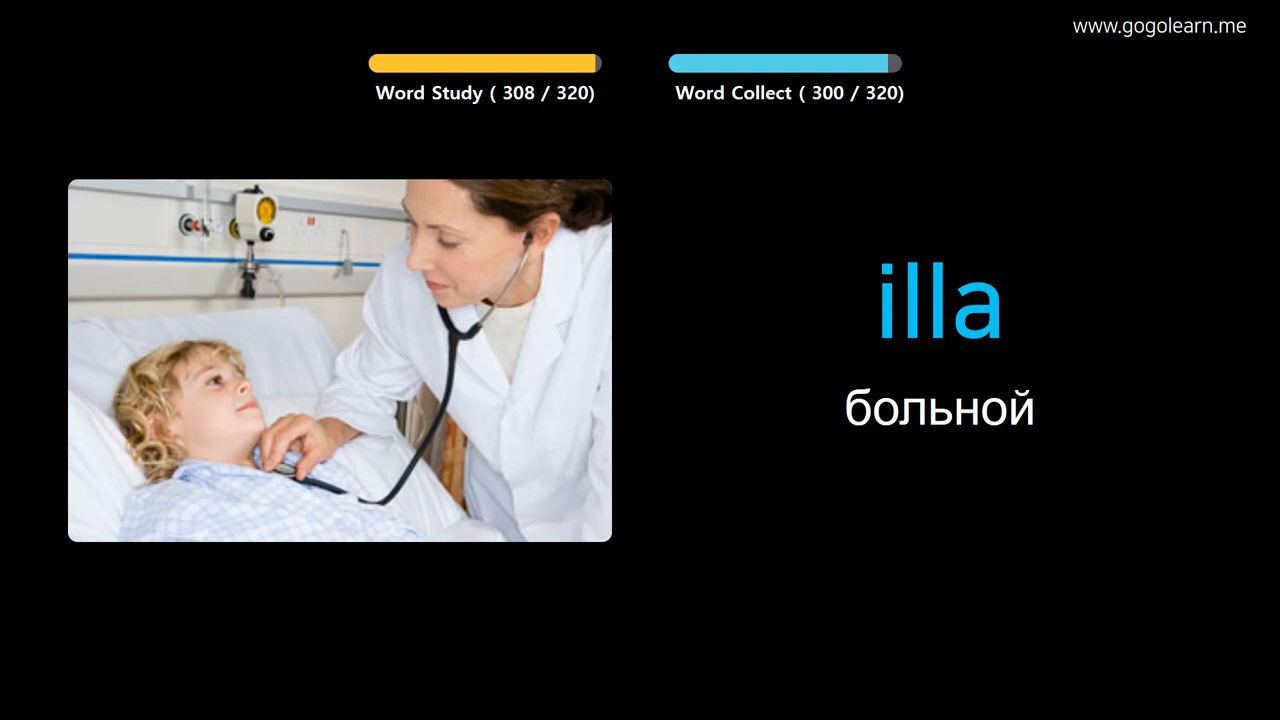 www.gogolearn.me
Word Study ( 308 / 320)
Word Collect ( 300 / 320)
illa
больной